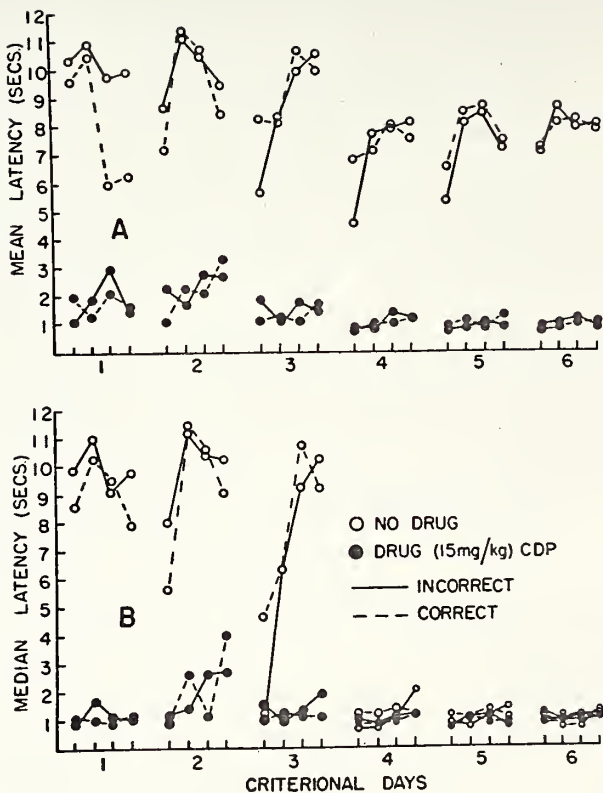 12
11
10
9
8
7
6
5
4
3
2
1
MEAN LATENCY (SECS.)
A
1 2 3 4 5 6
12
11
10
9
8
7
6
5
4
3
2
1
MEDIAN LATENCY (SECS.)
B
NO DRUG
DRUG (15mg/kg) CDP
INCORRECT
CORRECT
1 2 3 4 5 6
CRITERIONAL DAYS